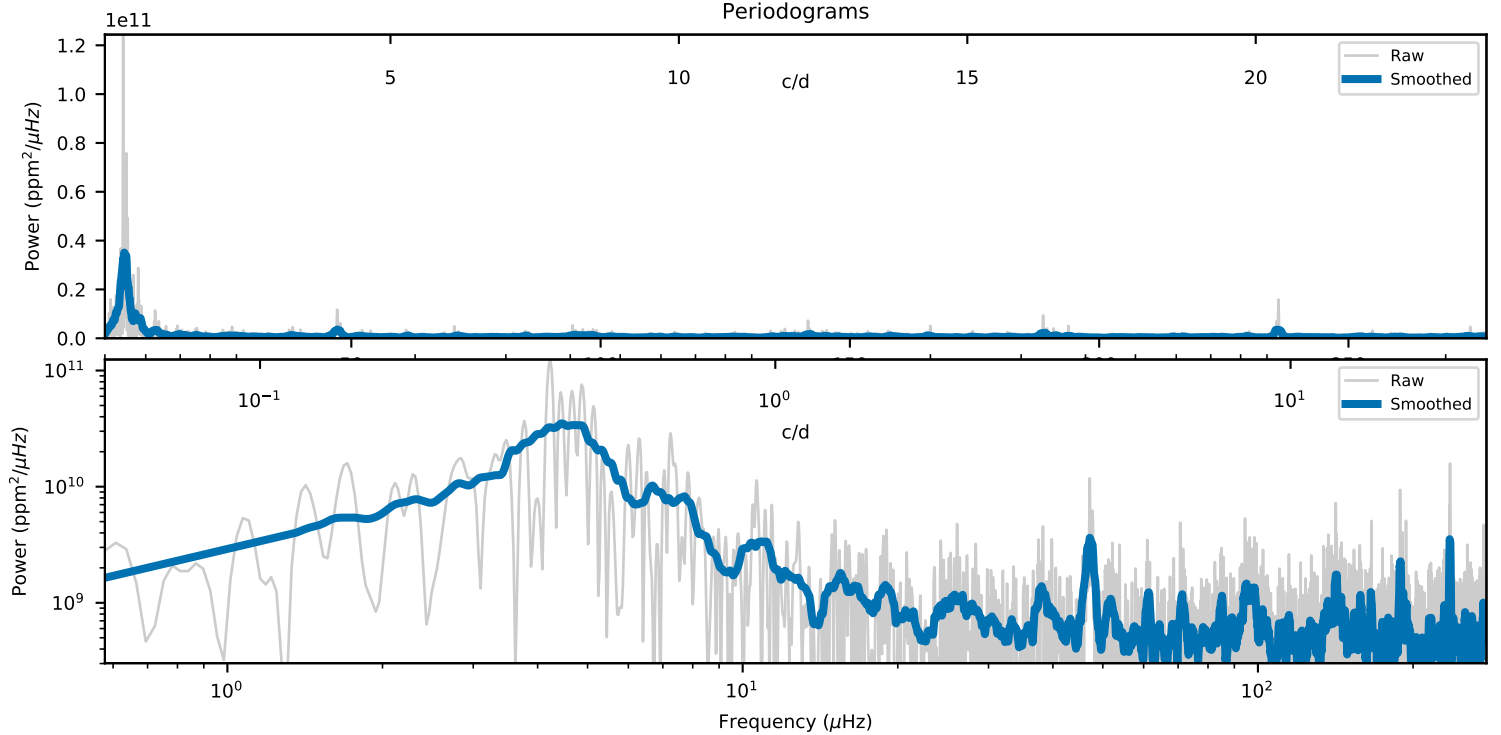 Periodograms
1e11
1.2
1.0
0.8
0.6
0.4
0.2
0.0
Power (ppm²/μHz)
5 10 15 20
c/d
Raw
Smoothed
10¹¹
10¹⁰
10⁹
Power (ppm²/μHz)
10⁻¹ 10⁰ 10¹
c/d
Raw
Smoothed
10⁰ 10¹ 10²
Frequency (μHz)